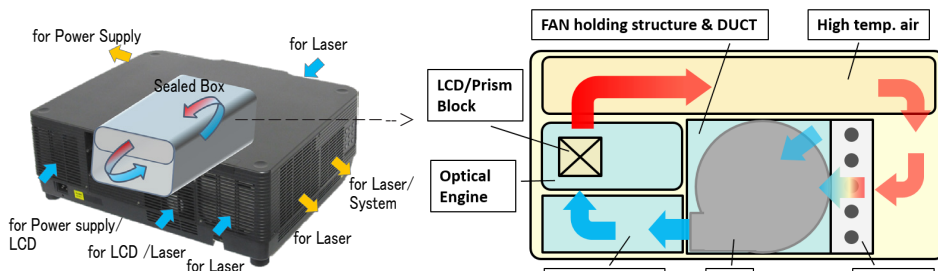 for Power Supply
for Laser
Sealed Box
for Power supply/
LCD
for LCD /Laser
for Laser
for Laser
for Laser/
System
FAN holding structure & DUCT
High temp. air
LCD/Prism
Block
Optical
Engine